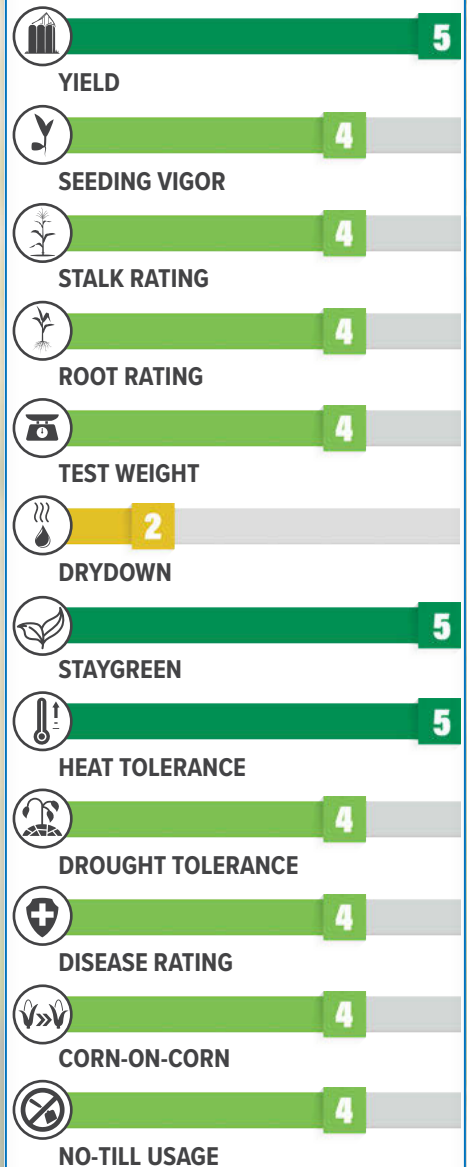 5
YIELD
4
SEEDING VIGOR
4
STALK RATING
4
ROOT RATING
4
TEST WEIGHT
2
DRYDOWN
5
STAYGREEN
5
HEAT TOLERANCE
4
DROUGHT TOLERANCE
4
DISEASE RATING
4
CORN-ON-CORN
4
NO-TILL USAGE